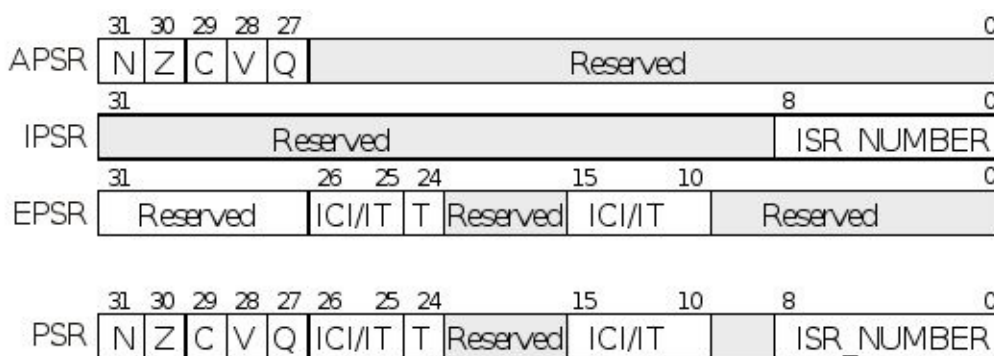 31 30 29 28 27 0
APSR N Z C V Q Reserved
31 8 0
IPSR Reserved ISR_NUMBER
31 26 25 24 15 10 0
EPSR Reserved ICI/IT T Reserved ICI/IT Reserved
31 30 29 28 27 26 25 24 15 10 8 0
PSR N Z C V Q ICI/IT T Reserved ICI/IT ISR_NUMBER